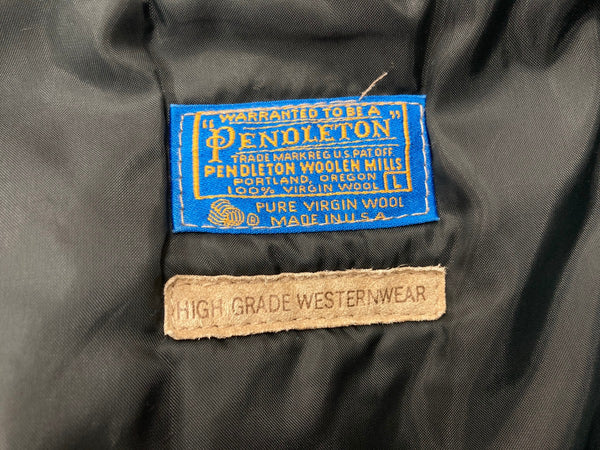 "WARRANTED TO BE A
PENDLETON"
TRADE MARK REG U.S. PAT. OFF
PENDLETON WOOLEN MILLS
PORTLAND, OREGON
100% VIRGIN WOOL L
® PURE VIRGIN WOOL
MADE IN U.S.A
HIGH GRADE WESTERNWEAR